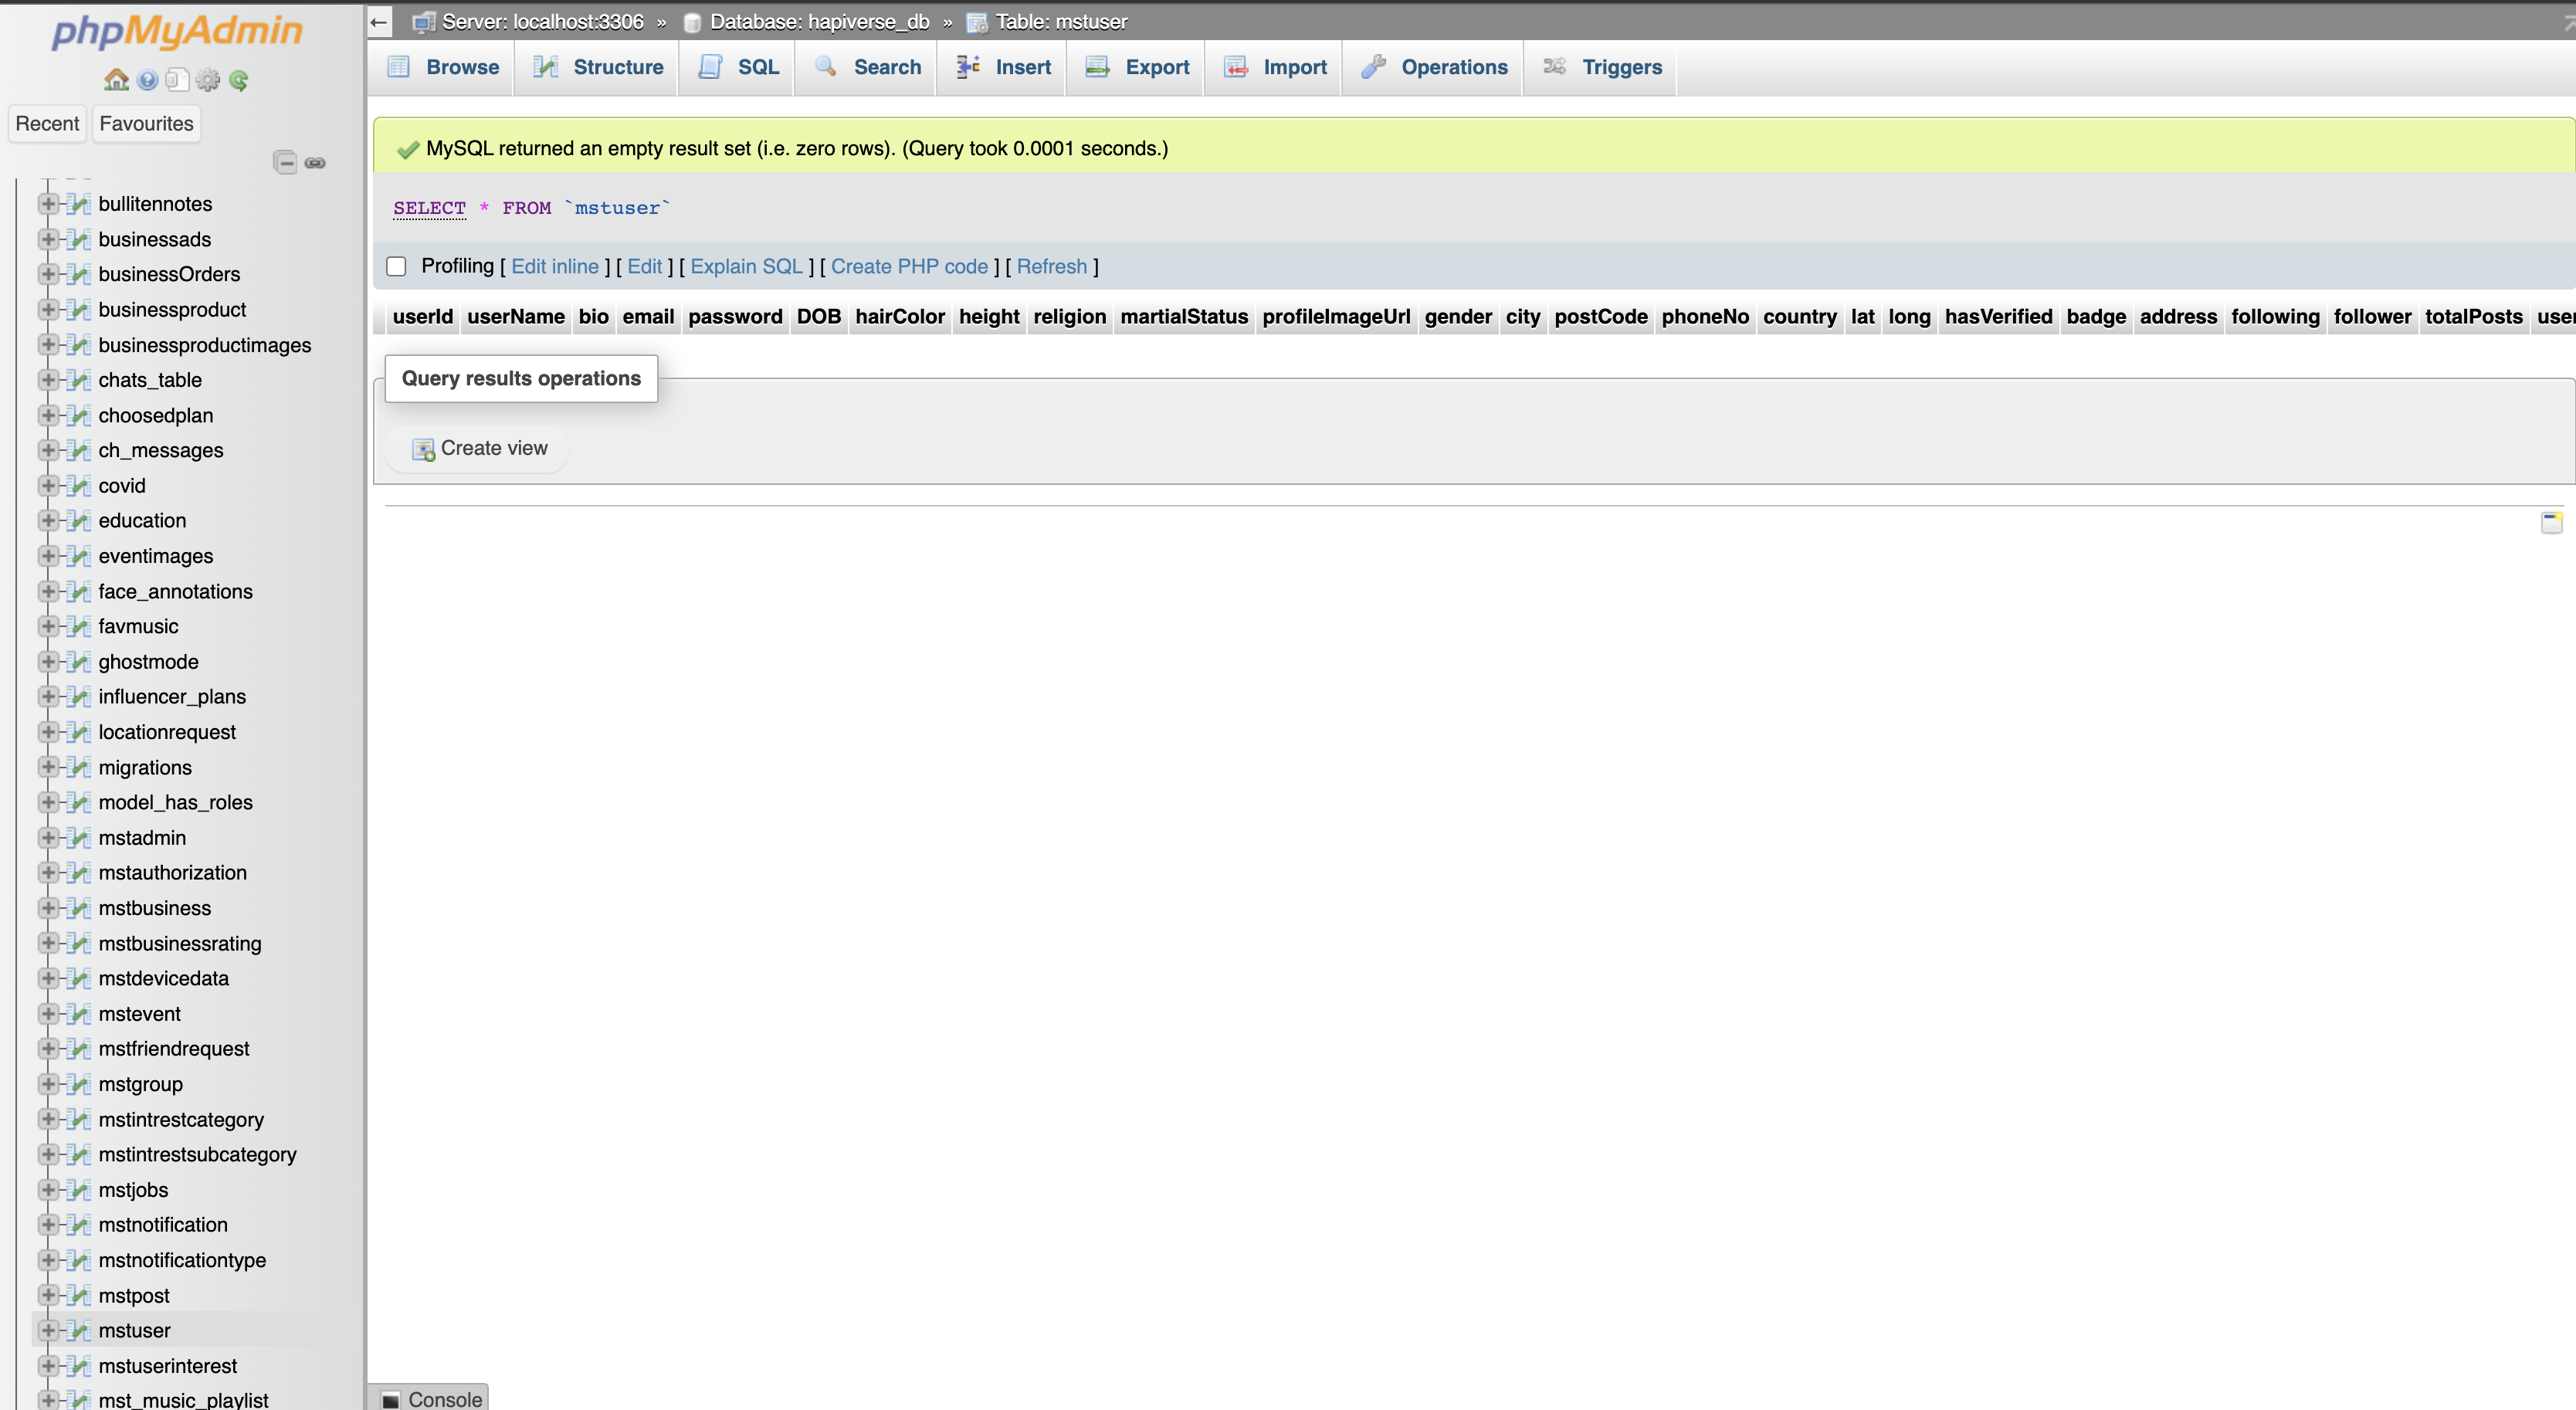 phpMyAdmin
Recent Favourites
bullitennotes
businessads
businessOrders
businessproduct
businessproductimages
chats_table
choosedplan
ch_messages
covid
education
eventimages
face_annotations
favmusic
ghostmode
influencer_plans
locationrequest
migrations
model_has_roles
mstadmin
mstauthorization
mstbusiness
mstbusinessrating
mstdevicedata
mstevent
mstfriendrequest
mstgroup
mstintrestcategory
mstintrestsubcategory
mstjobs
mstnotification
mstnotificationtype
mstpost
mstuser
mstuserinterest
mst_music_playlist
Server: localhost:3306 » Database: hapiverse_db » Table: mstuser
Browse Structure SQL Search Insert Export Import Operations Triggers
MySQL returned an empty result set (i.e. zero rows). (Query took 0.0001 seconds.)
SELECT * FROM `mstuser`
Profiling [ Edit inline ] [ Edit ] [ Explain SQL ] [ Create PHP code ] [ Refresh ]
userId userName bio email password DOB hairColor height religion martialStatus profileImageUrl gender city postCode phoneNo country lat long hasVerified badge address following follower totalPosts user
Query results operations
Create view
Console